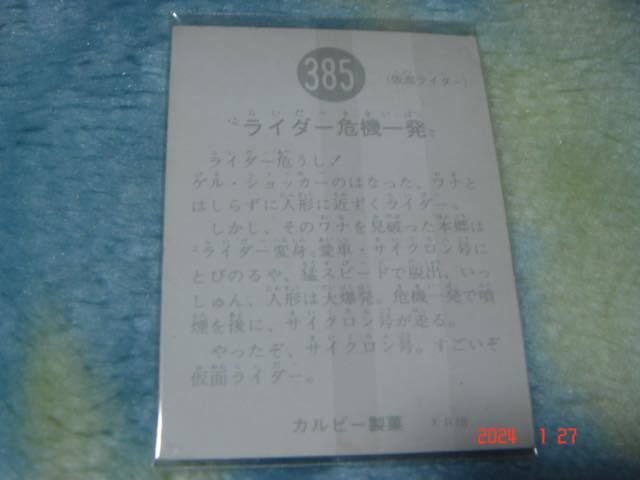 385
(仮面ライダー)
ライダー危機一発
ライダー危うし!
ゲル・ショッカーのはなった、ワナと
はしらずに人形に近ずくライダー。
しかし、そのワナを見破った本郷は
ライダー変身、愛車・サイクロン号に
とびのるや、猛スピードで脱出、いっ
しゅん、人形は大爆発。危機一発で噴
煙を後に、サイクロン号が走る。
やったぞ、サイクロン号。すごいぞ
仮面ライダー。
カルビー製菓
2024 1 27